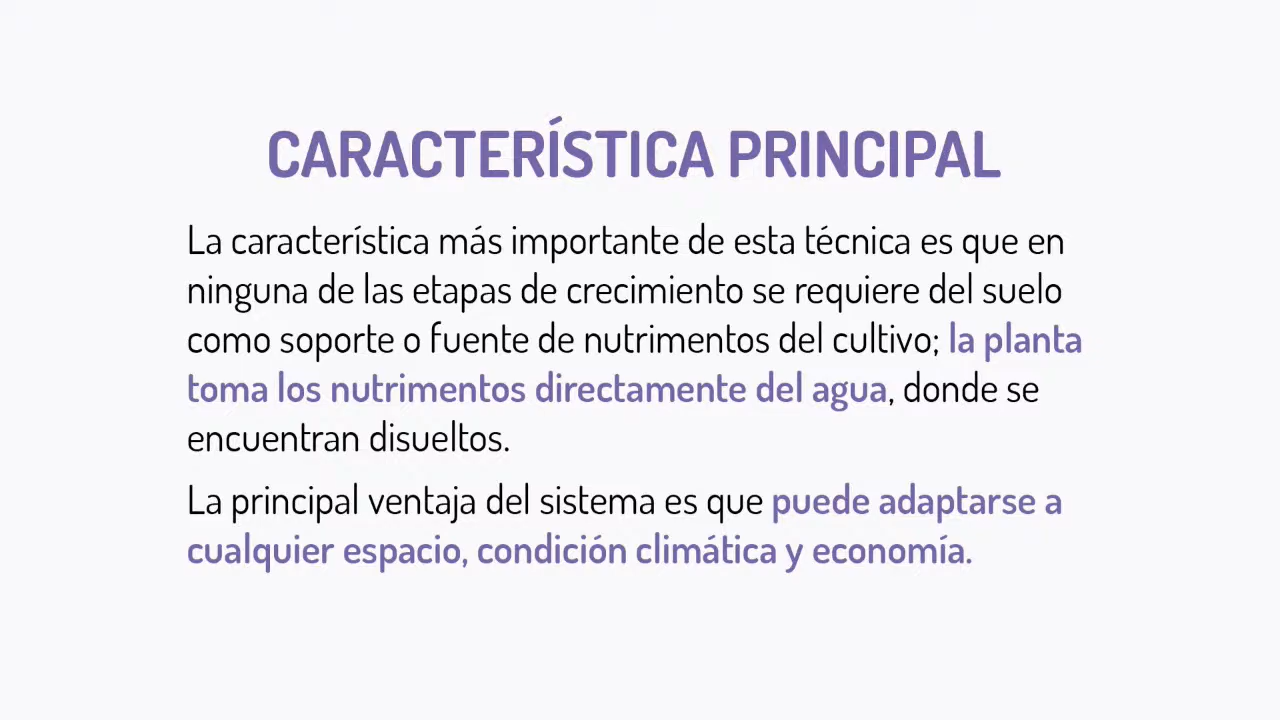 CARACTERÍSTICA PRINCIPAL
La característica más importante de esta técnica es que en
ninguna de las etapas de crecimiento se requiere del suelo
como soporte o fuente de nutrimentos del cultivo; la planta
toma los nutrimentos directamente del agua, donde se
encuentran disueltos.
La principal ventaja del sistema es que puede adaptarse a
cualquier espacio, condición climática y economía.